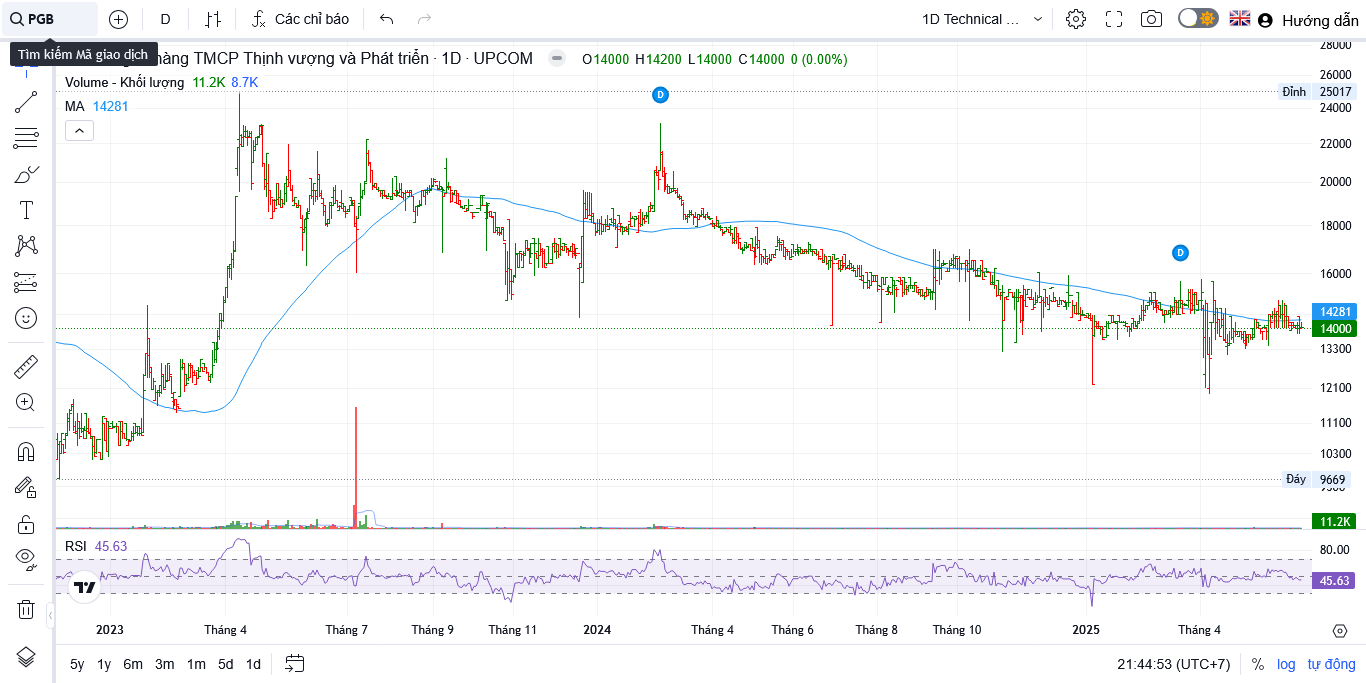 PGB
D
Các chỉ báo
1D Technical ...
Hướng dẫn
Tìm kiếm Mã giao dịch
hàng TMCP Thịnh vượng và Phát triển · 1D · UPCOM
O14000 H14200 L14000 C14000 0 (0.00%)
Volume - Khối lượng 11.2K 8.7K
MA 14281
D
D
28000
26000
Đỉnh 25017
24000
22000
20000
18000
16000
14281
14000
13300
12100
11100
10300
Đáy 9669
11.2K
RSI 45.63
80.00
45.63
2023 Tháng 4 Tháng 7 Tháng 9 Tháng 11 2024 Tháng 4 Tháng 6 Tháng 8 Tháng 10 2025 Tháng 4
5y 1y 6m 3m 1m 5d 1d
21:44:53 (UTC+7) % log tự động